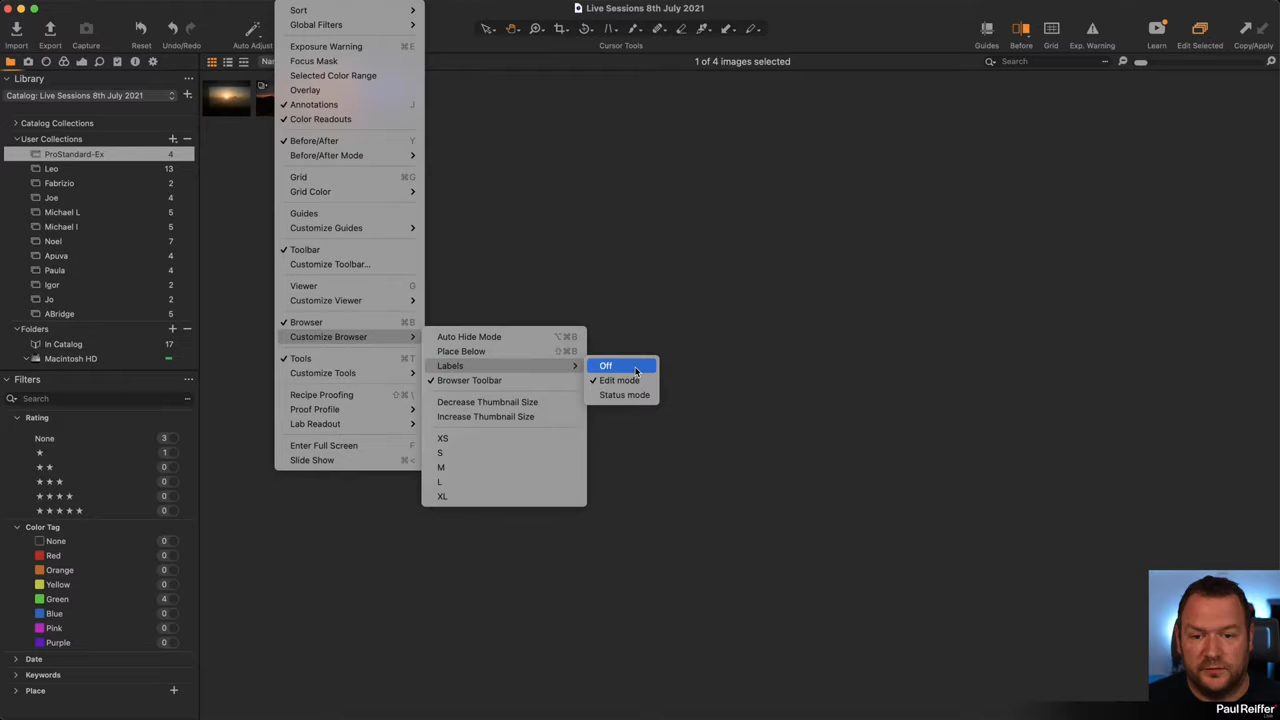 Live Sessions 8th July 2021
Import
Export
Capture
Reset
Undo/Redo
Auto Adjust
Cursor Tools
Guides
Before
Grid
Exp. Warning
Learn
Edit Selected
Copy/Apply
1 of 4 images selected
Search
Library
Catalog: Live Sessions 8th July 2021
Catalog Collections
User Collections
ProStandard-Ex 4
Leo 13
Fabrizio 2
Joe 4
Michael L 5
Michael I 5
Noel 7
Apuva 4
Paula 4
Igor 4
Jo 4
ABridge 4
Folders
In Catalog 17
Macintosh HD
Filters
Search
Rating
None 3
★ 1
★ ★ 0
★ ★ ★ 0
★ ★ ★ ★ 0
★ ★ ★ ★ ★ 0
Color Tag
None 0
Red 0
Orange 0
Yellow 0
Green 4
Blue 0
Pink 0
Purple 0
Date
Keywords
Place
Sort
Global Filters
Exposure Warning ⌘E
Focus Mask
Selected Color Range
Overlay
Annotations J
Color Readouts
Before/After Y
Before/After Mode
Grid ⌘G
Grid Color
Guides
Customize Guides
Toolbar
Customize Toolbar...
Viewer G
Customize Viewer
Browser ⌘B
Customize Browser
Tools ⌘T
Customize Tools
Recipe Proofing ⇧⌘\
Proof Profile
Lab Readout
Enter Full Screen F
Slide Show ⌘<
Auto Hide Mode ⌥⌘B
Place Below ⇧⌘B
Labels
Browser Toolbar
Decrease Thumbnail Size
Increase Thumbnail Size
XS
S
M
L
XL
Off
Edit mode
Status mode
Paul Reiffer
Live